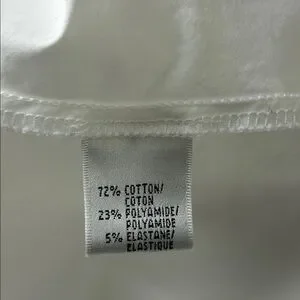 72% COTTON/
COTON
23% POLYAMIDE/
POLYAMIDE
5% ELASTANE/
ELASTIQUE